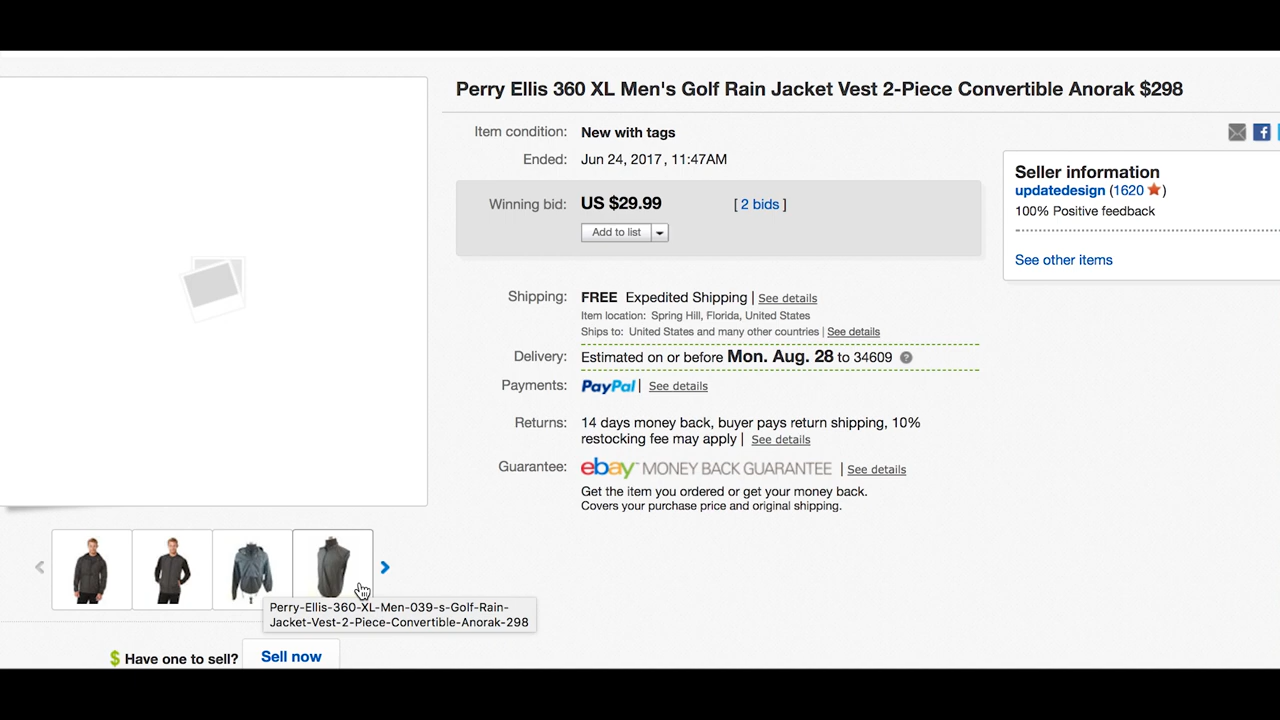 Perry Ellis 360 XL Men's Golf Rain Jacket Vest 2-Piece Convertible Anorak $298
Item condition: New with tags
Ended: Jun 24, 2017 , 11:47AM
Winning bid: US $29.99 [ 2 bids ]
Add to list
Shipping: FREE Expedited Shipping | See details
Item location: Spring Hill, Florida, United States
Ships to: United States and many other countries | See details
Delivery: Estimated on or before Mon. Aug. 28 to 34609 ?
Payments: PayPal | See details
Returns: 14 days money back, buyer pays return shipping, 10%
restocking fee may apply | See details
Guarantee: ebay MONEY BACK GUARANTEE | See details
Get the item you ordered or get your money back.
Covers your purchase price and original shipping.
Seller information
updatedesign (1620 ★)
100% Positive feedback
See other items
Perry-Ellis-360-XL-Men-039-s-Golf-Rain-
Jacket-Vest-2-Piece-Convertible-Anorak-298
$ Have one to sell? Sell now